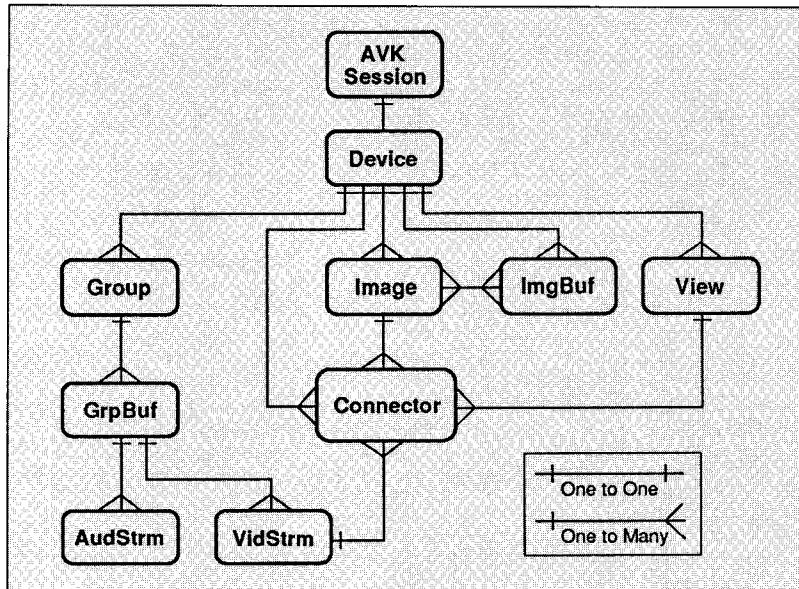 AVK
Session
Device
Group
Image
ImgBuf
View
GrpBuf
Connector
AudStrm
VidStrm
One to One
One to Many